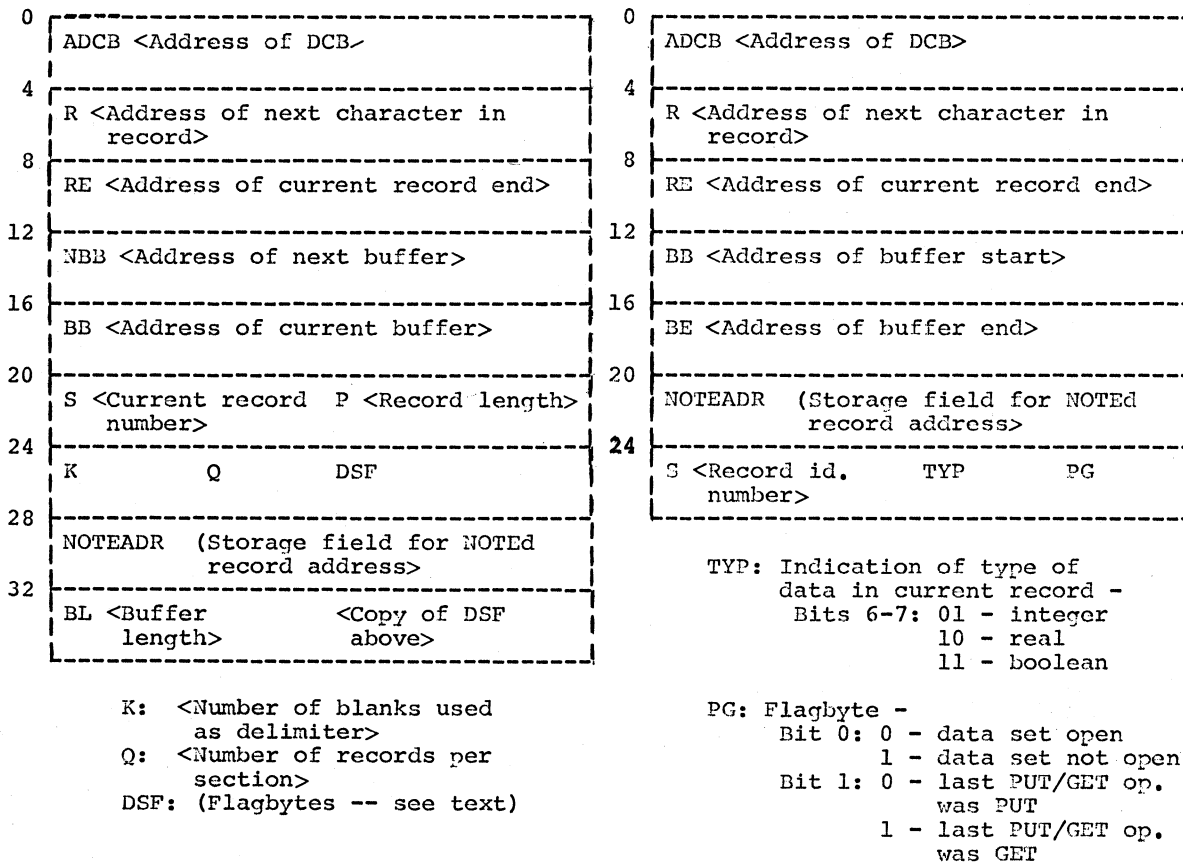 0
ADCB <Address of DCB
4
R <Address of next character in
record>
8
RE <Address of current record end>
12
NBB <Address of next buffer>
16
BB <Address of current buffer>
20
S <Current record P <Record length>
number>
24
K Q DSF
28
NOTEADR (Storage field for NOTEd
record address>
32
BL <Buffer <Copy of DSF
length> above>
K: <Number of blanks used
as delimiter>
Q: <Number of records per
section>
DSF: (Flagbytes -- see text)
0
ADCB <Address of DCB>
4
R <Address of next character in
record>
8
RE <Address of current record end>
12
BB <Address of buffer start>
16
BE <Address of buffer end>
20
NOTEADR (Storage field for NOTEd
record address>
24
S <Record id. TYP PG
number>
TYP: Indication of type of
data in current record -
Bits 6-7: 01 - integer
10 - real
11 - boolean
PG: Flagbyte -
Bit 0: 0 - data set open
1 - data set not open
Bit 1: 0 - last PUT/GET op.
was PUT
1 - last PUT/GET op.
was GET